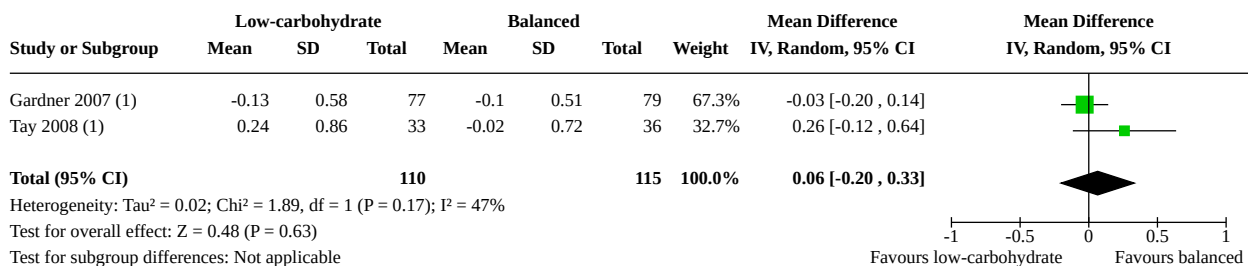 Low-carbohydrate Balanced Mean Difference Mean Difference
Study or Subgroup Mean SD Total Mean SD Total Weight IV, Random, 95% CI IV, Random, 95% CI
Gardner 2007 (1) -0.13 0.58 77 -0.1 0.51 79 67.3% -0.03 [-0.20 , 0.14]
Tay 2008 (1) 0.24 0.86 33 -0.02 0.72 36 32.7% 0.26 [-0.12 , 0.64]
Total (95% CI) 110 115 100.0% 0.06 [-0.20 , 0.33]
Heterogeneity: Tau² = 0.02; Chi² = 1.89, df = 1 (P = 0.17); I² = 47%
Test for overall effect: Z = 0.48 (P = 0.63)
-1 -0.5 0 0.5 1
Test for subgroup differences: Not applicable Favours low-carbohydrate Favours balanced